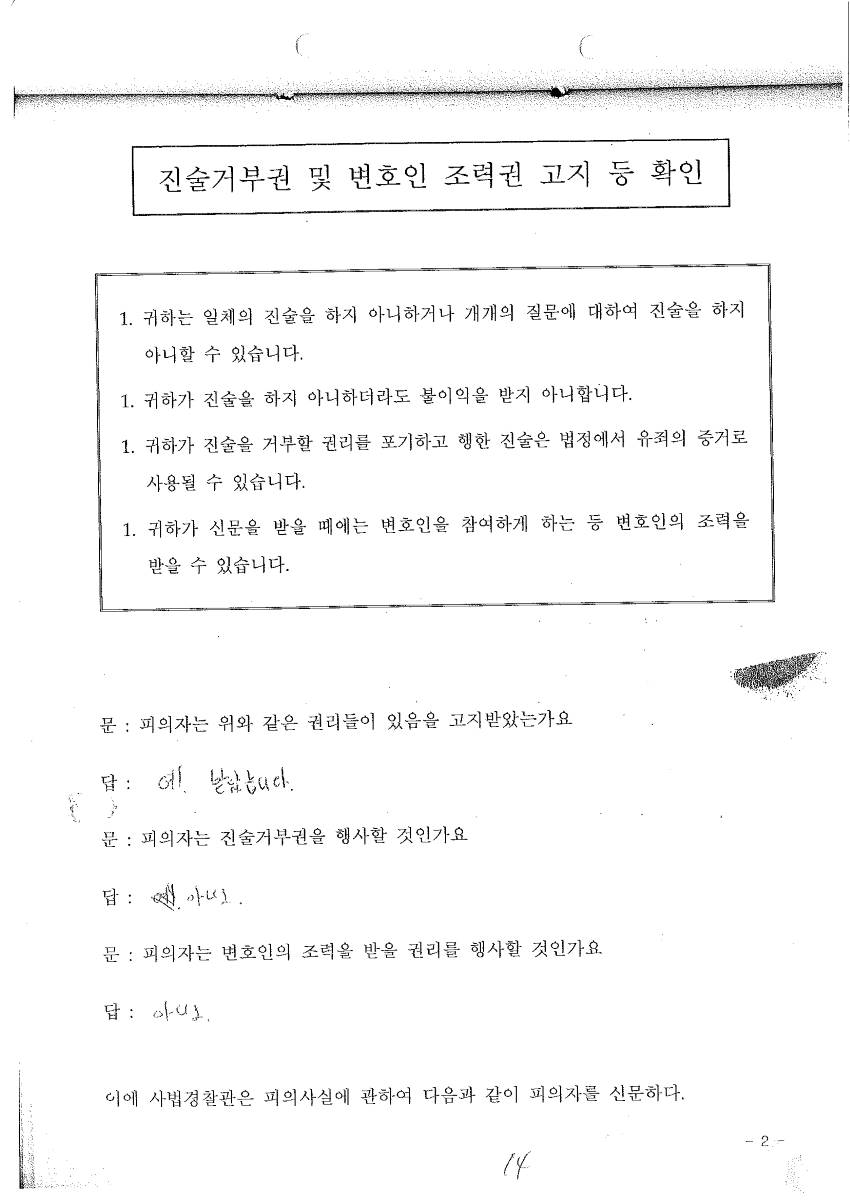 진술거부권 및 변호인 조력권 고지 등 확인
1. 귀하는 일체의 진술을 하지 아니하거나 개개의 질문에 대하여 진술을 하지
아니할 수 있습니다.
1. 귀하가 진술을 하지 아니하더라도 불이익을 받지 아니합니다.
1. 귀하가 진술을 거부할 권리를 포기하고 행한 진술은 법정에서 유죄의 증거로
사용될 수 있습니다.
1. 귀하가 신문을 받을 때에는 변호인을 참여하게 하는 등 변호인의 조력을
받을 수 있습니다.
문 : 피의자는 위와 같은 권리들이 있음을 고지받았는가요
답 : 예. 받았습니다.
문 : 피의자는 진술거부권을 행사할 것인가요
답 : 아니오.
문 : 피의자는 변호인의 조력을 받을 권리를 행사할 것인가요
답 : 아니오.
이에 사법경찰관은 피의사실에 관하여 다음과 같이 피의자를 신문하다.
- 2 -
14